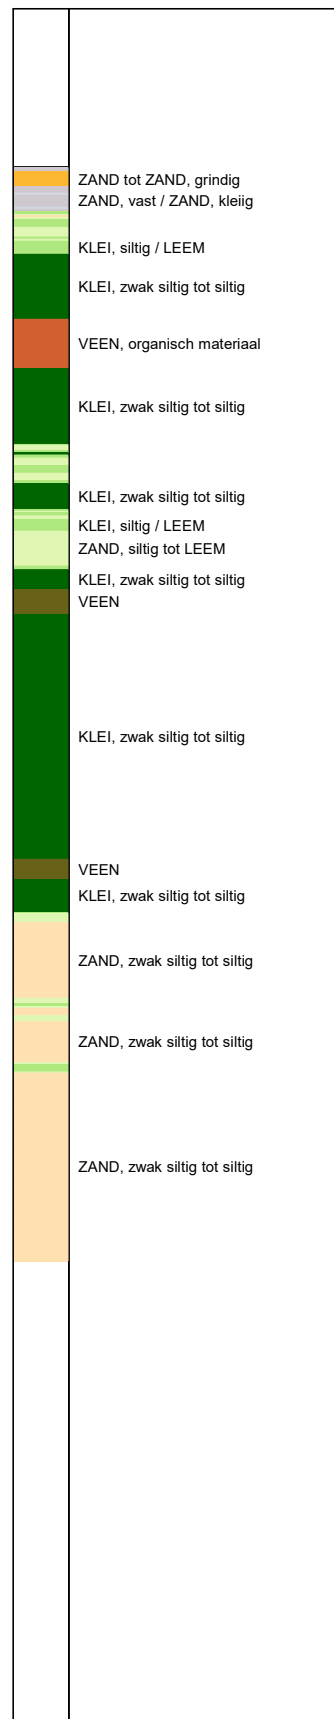 ZAND tot ZAND, grindig
ZAND, vast / ZAND, kleiig
KLEI, siltig / LEEM
KLEI, zwak siltig tot siltig
VEEN, organisch materiaal
KLEI, zwak siltig tot siltig
KLEI, zwak siltig tot siltig
KLEI, siltig / LEEM
ZAND, siltig tot LEEM
KLEI, zwak siltig tot siltig
VEEN
KLEI, zwak siltig tot siltig
VEEN
KLEI, zwak siltig tot siltig
ZAND, zwak siltig tot siltig
ZAND, zwak siltig tot siltig
ZAND, zwak siltig tot siltig